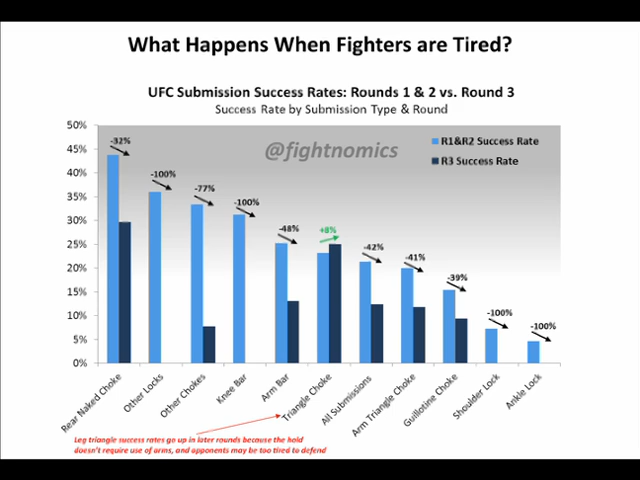 What Happens When Fighters are Tired?
UFC Submission Success Rates: Rounds 1 & 2 vs. Round 3
Success Rate by Submission Type & Round
50%
45%
40%
35%
30%
25%
20%
15%
10%
5%
0%
@fightnomics
R1&R2 Success Rate
R3 Success Rate
-32%
-100%
-77%
-100%
-48%
+8%
-42%
-41%
-39%
-100%
-100%
Rear Naked Choke
Other Locks
Other Chokes
Knee Bar
Arm Bar
Triangle Choke
All Submissions
Arm Triangle Choke
Guillotine Choke
Shoulder Lock
Ankle Lock
Leg triangle success rates go up in later rounds because the hold
doesn't require use of arms, and opponents may be too tired to defend